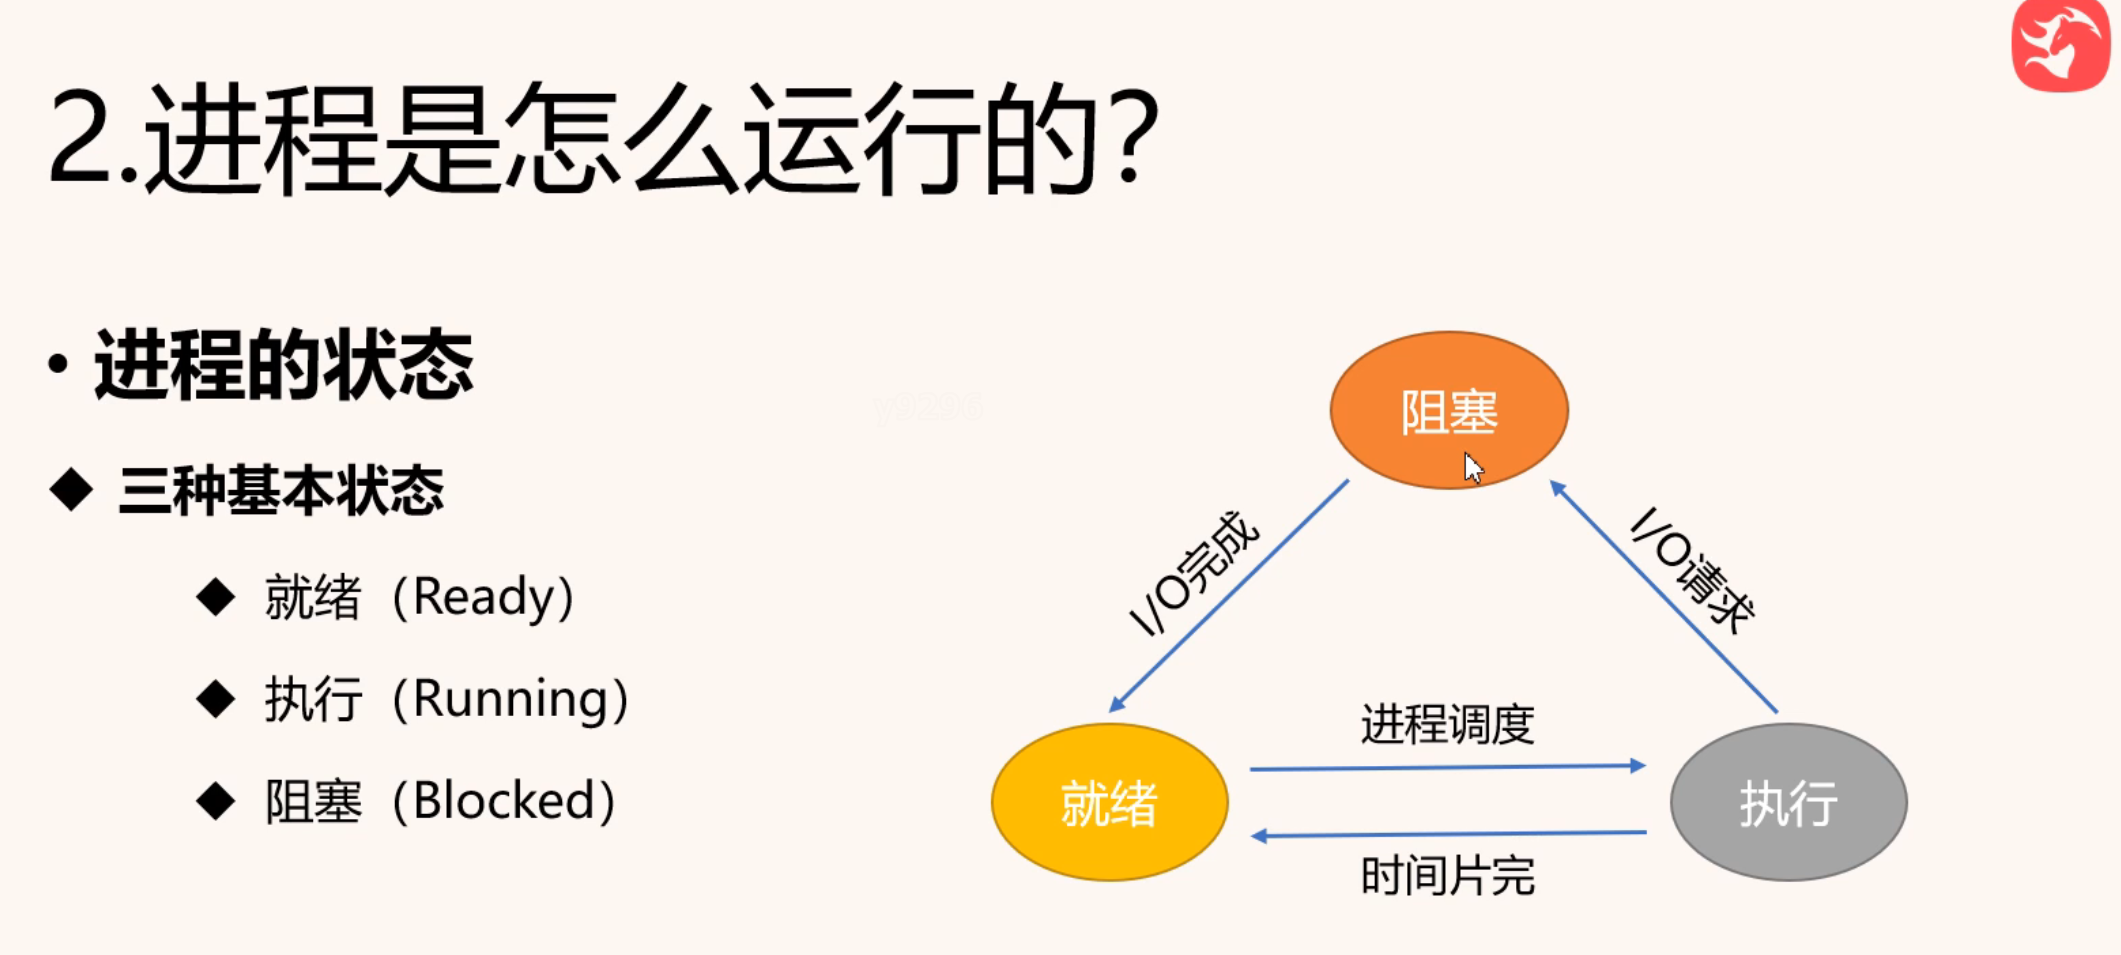 2.进程是怎么运行的?
• 进程的状态
◆ 三种基本状态
◆ 就绪（Ready）
◆ 执行（Running）
◆ 阻塞（Blocked）
阻塞
I/O完成
I/O请求
进程调度
就绪
执行
时间片完
y9296